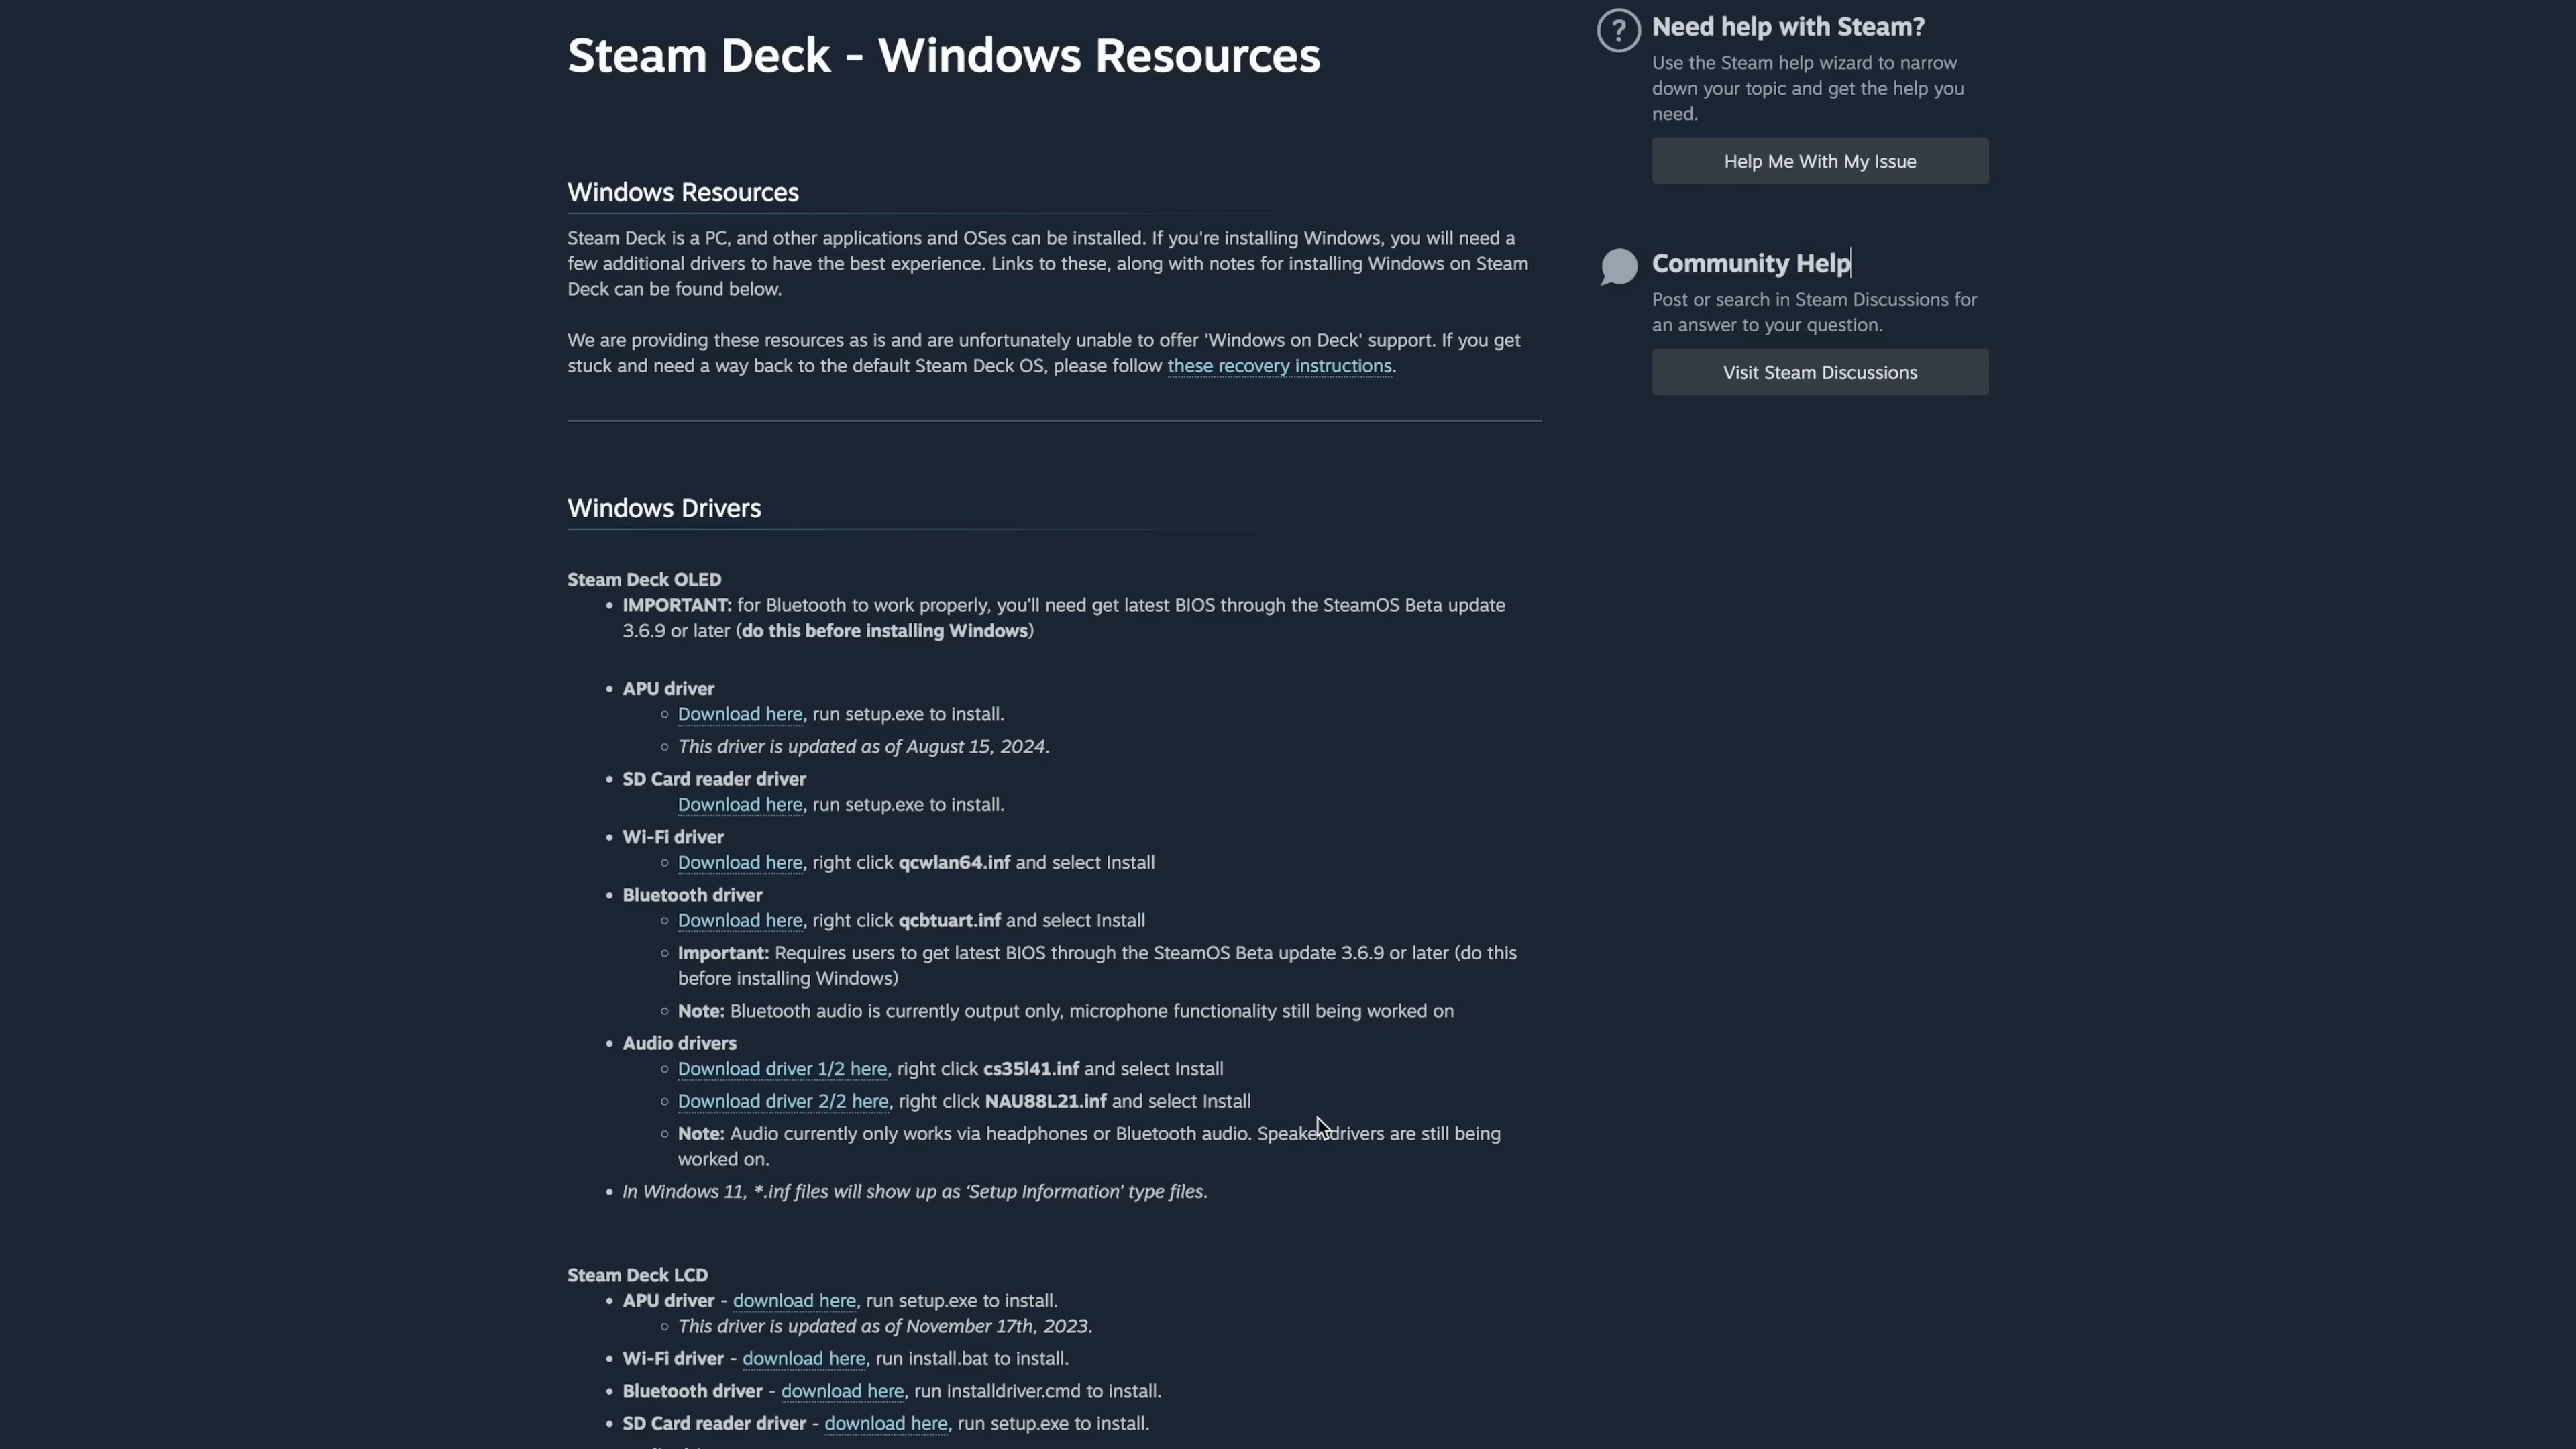 Steam Deck - Windows Resources
Windows Resources
Steam Deck is a PC, and other applications and OSes can be installed. If you're installing Windows, you will need a
few additional drivers to have the best experience. Links to these, along with notes for installing Windows on Steam
Deck can be found below.
We are providing these resources as is and are unfortunately unable to offer 'Windows on Deck' support. If you get
stuck and need a way back to the default Steam Deck OS, please follow these recovery instructions.
Windows Drivers
Steam Deck OLED
• IMPORTANT: for Bluetooth to work properly, you'll need get latest BIOS through the SteamOS Beta update
3.6.9 or later (do this before installing Windows)
• APU driver
○ Download here, run setup.exe to install.
○ This driver is updated as of August 15, 2024.
• SD Card reader driver
Download here, run setup.exe to install.
• Wi-Fi driver
○ Download here, right click qcwlan64.inf and select Install
• Bluetooth driver
○ Download here, right click qcbtuart.inf and select Install
○ Important: Requires users to get latest BIOS through the SteamOS Beta update 3.6.9 or later (do this
before installing Windows)
○ Note: Bluetooth audio is currently output only, microphone functionality still being worked on
• Audio drivers
○ Download driver 1/2 here, right click cs35l41.inf and select Install
○ Download driver 2/2 here, right click NAU88L21.inf and select Install
○ Note: Audio currently only works via headphones or Bluetooth audio. Speaker drivers are still being
worked on.
• In Windows 11, *.inf files will show up as ‘Setup Information’ type files.
Steam Deck LCD
• APU driver - download here, run setup.exe to install.
○ This driver is updated as of November 17th, 2023.
• Wi-Fi driver - download here, run install.bat to install.
• Bluetooth driver - download here, run installdriver.cmd to install.
• SD Card reader driver - download here, run setup.exe to install.
? Need help with Steam?
Use the Steam help wizard to narrow
down your topic and get the help you
need.
Help Me With My Issue
Community Help
Post or search in Steam Discussions for
an answer to your question.
Visit Steam Discussions